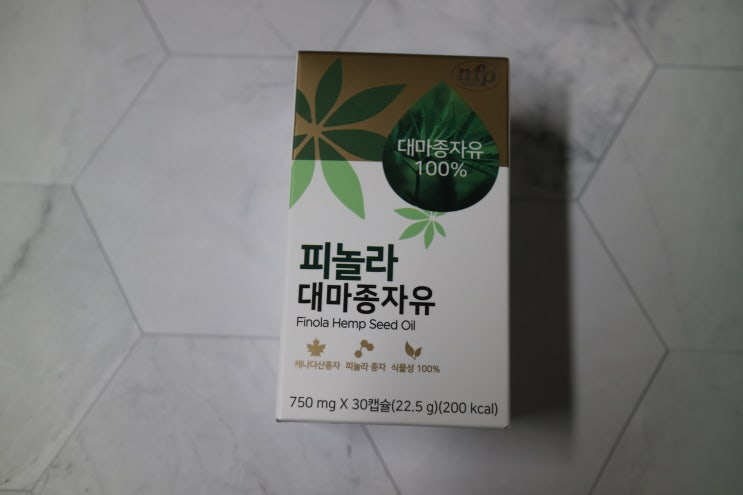 nfp
대마종자유
100%
피놀라
대마종자유
Finola Hemp Seed Oil
캐나다산종자 피놀라 종자 식물성 100%
750 mg X 30캡슐(22.5 g)(200 kcal)